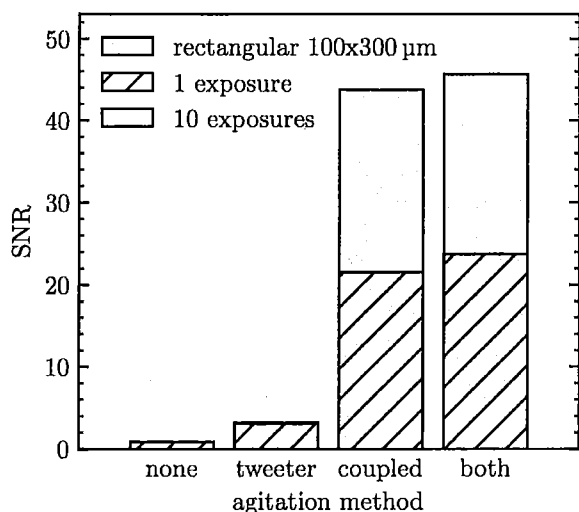 50
40
30
20
10
0
SNR
rectangular 100x300 µm
1 exposure
10 exposures
none tweeter coupled both
agitation method